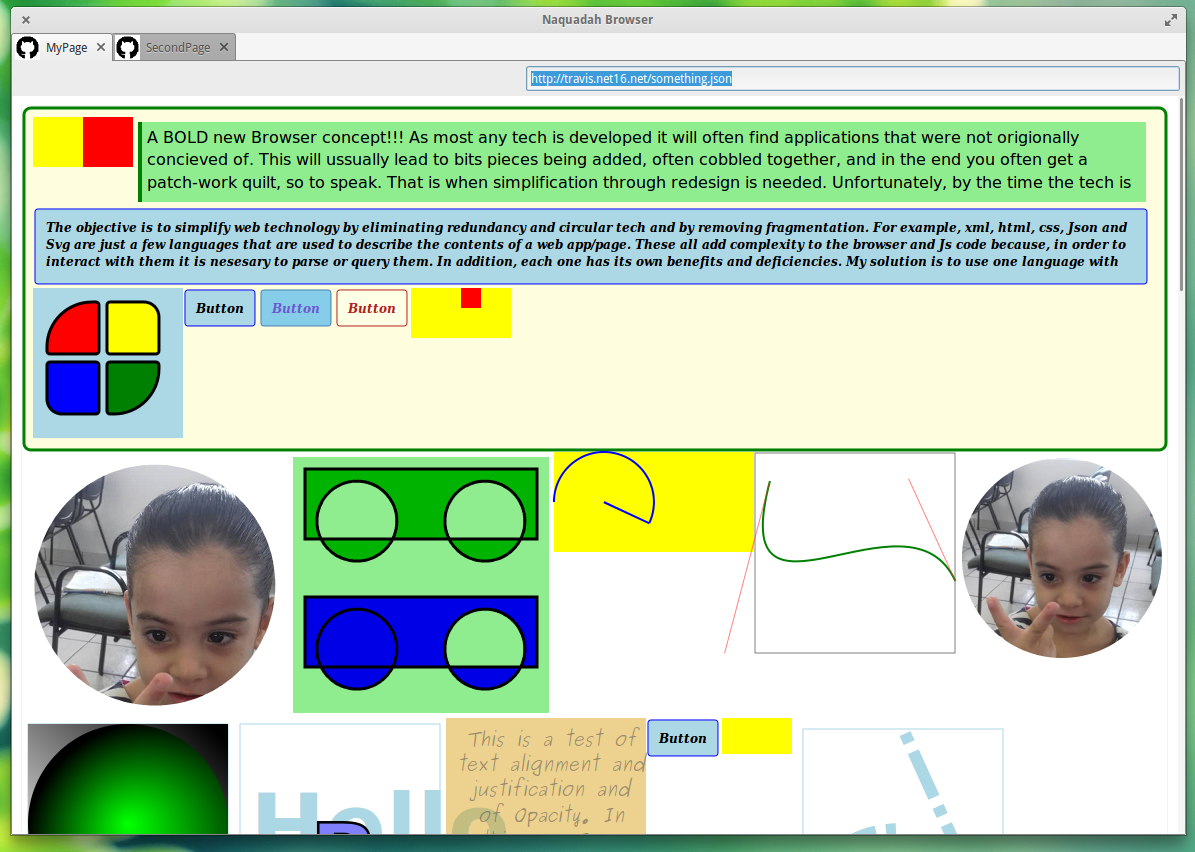 Naquadah Browser
MyPage
SecondPage
http://travis.net16.net/something.json
A BOLD new Browser concept!!! As most any tech is developed it will often find applications that were not origionally
concieved of. This will ussually lead to bits pieces being added, often cobbled together, and in the end you often get a
patch-work quilt, so to speak. That is when simplification through redesign is needed. Unfortunately, by the time the tech is
The objective is to simplify web technology by eliminating redundancy and circular tech and by removing fragmentation. For example, xml, html, css, Json and
Svg are just a few languages that are used to describe the contents of a web app/page. These all add complexity to the browser and Js code because, in order to
interact with them it is nesesary to parse or query them. In addition, each one has its own benefits and deficiencies. My solution is to use one language with
Button Button Button
This is a test of
text alignment and
justification and
of Opacity. In
Button
Hello